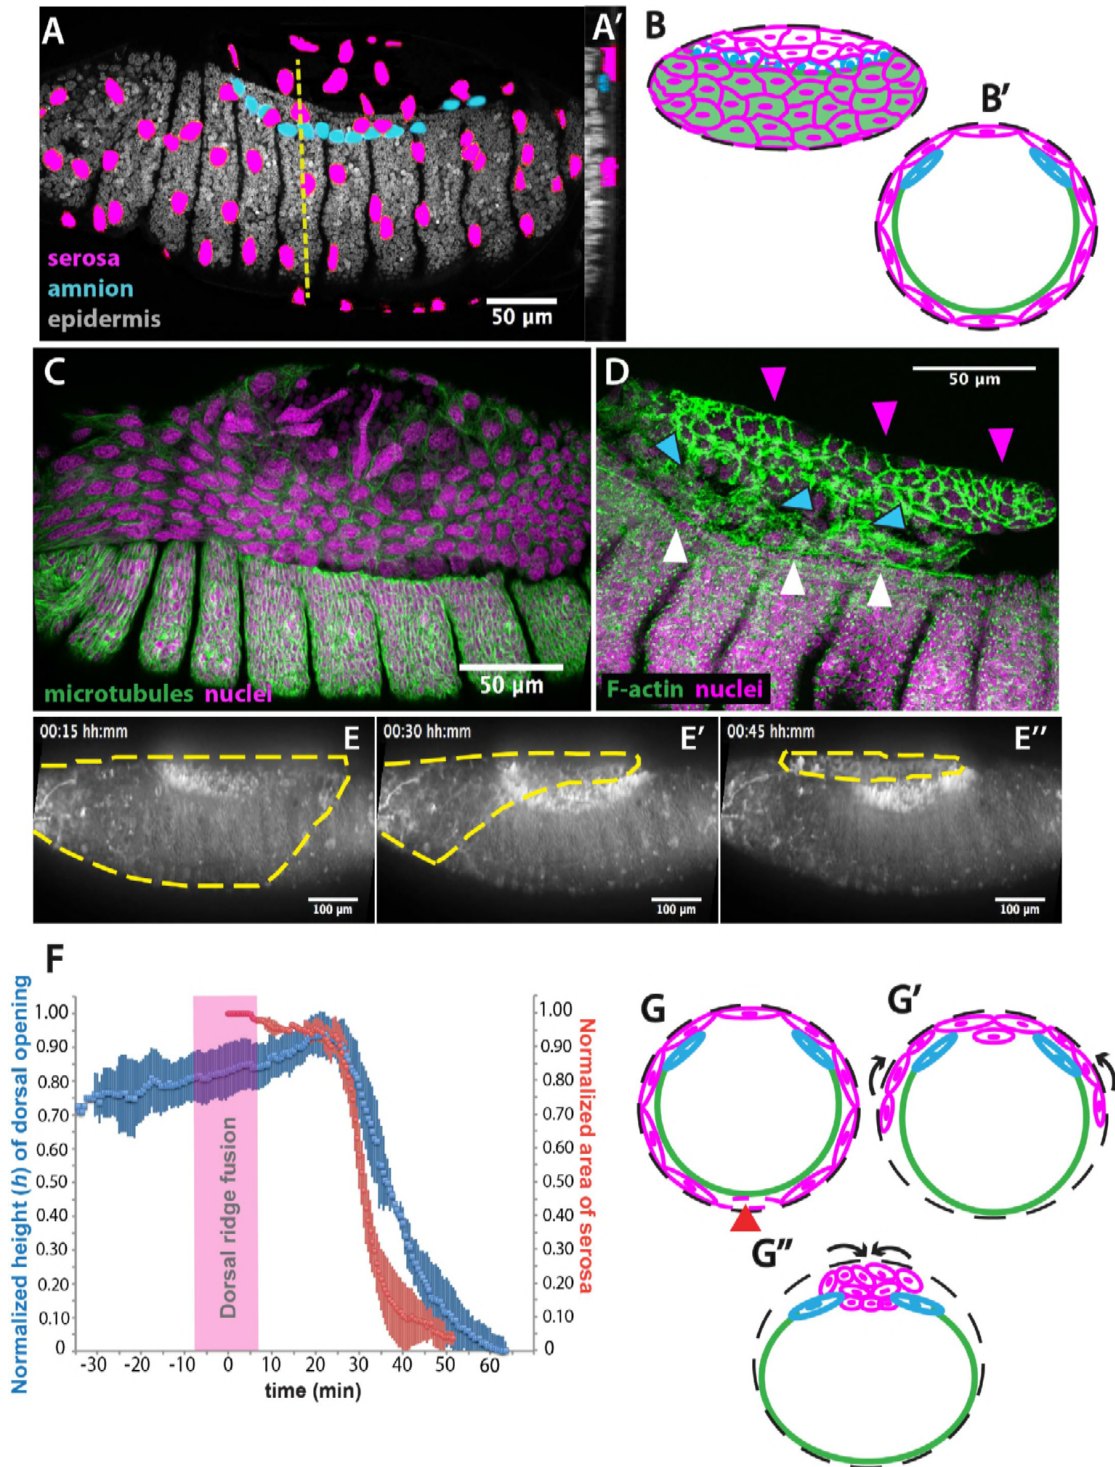 A
A'
B
B'
serosa
amnion
epidermis
50 µm
C
D
50 µm
microtubules nuclei
50 µm
F-actin nuclei
00:15 hh:mm
E
00:30 hh:mm
E'
00:45 hh:mm
E''
100 µm
100 µm
100 µm
F
Normalized height (h) of dorsal opening
1.00
0.90
0.80
0.70
0.60
0.50
0.40
0.30
0.20
0.10
0
Dorsal ridge fusion
1.00
0.90
0.80
0.70
0.60
0.50
0.40
0.30
0.20
0.10
0
Normalized area of serosa
-30 -20 -10 0 10 20 30 40 50 60
time (min)
G
G'
G''